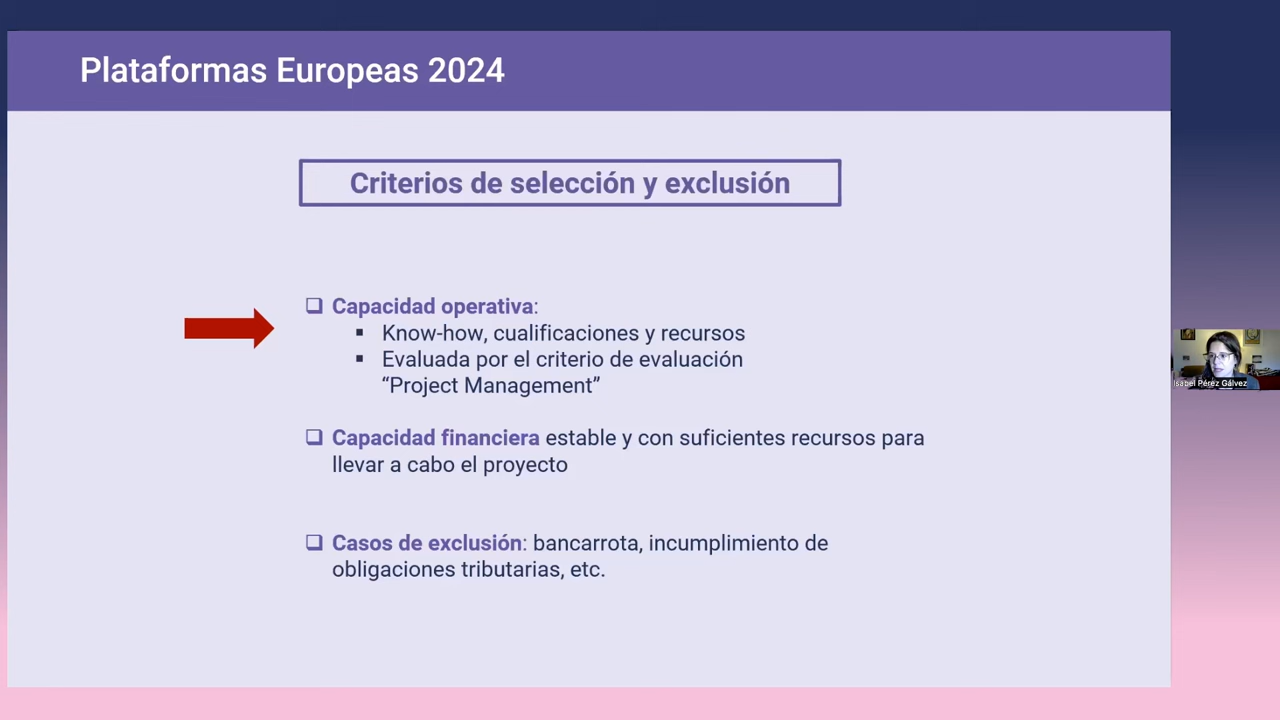 Plataformas Europeas 2024
Criterios de selección y exclusión
❑ Capacidad operativa:
▪ Know-how, cualificaciones y recursos
▪ Evaluada por el criterio de evaluación
“Project Management”
❑ Capacidad financiera estable y con suficientes recursos para
llevar a cabo el proyecto
❑ Casos de exclusión: bancarrota, incumplimiento de
obligaciones tributarias, etc.
Isabel Pérez Gálvez